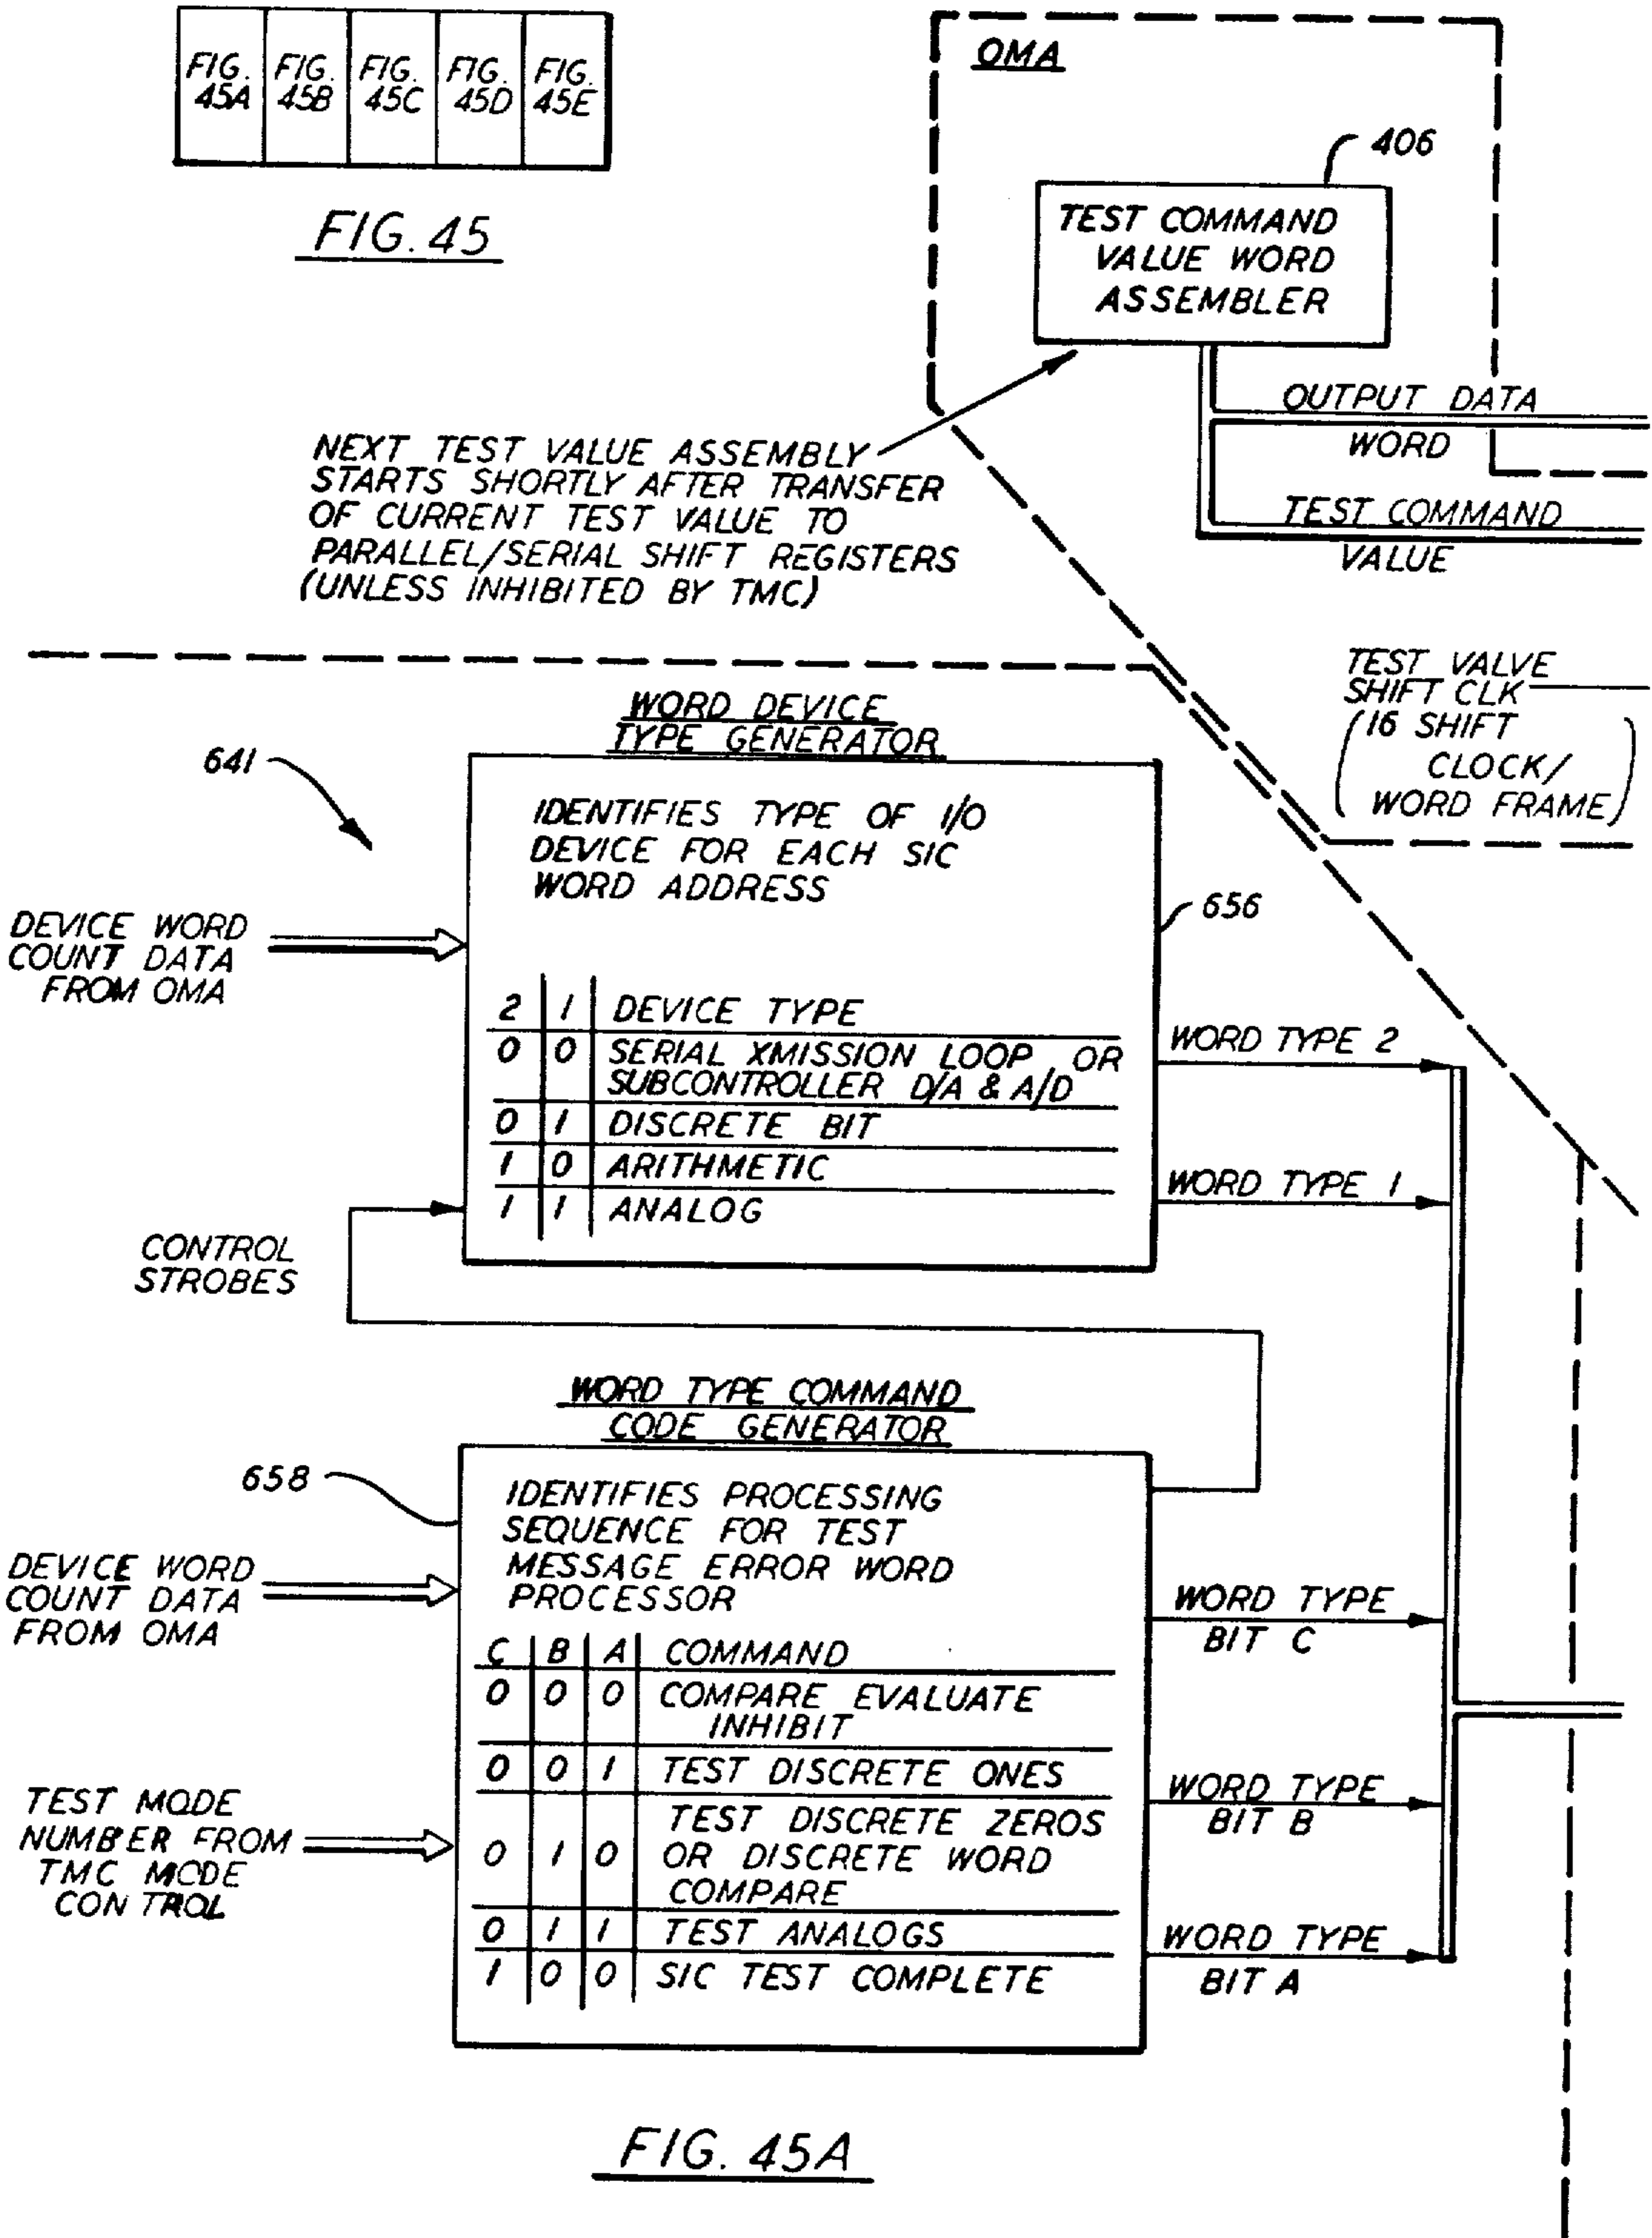 FIG. 45A
FIG. 45B
FIG. 45C
FIG. 45D
FIG. 45E
FIG. 45
OMA
406
TEST COMMAND
VALUE WORD
ASSEMBLER
OUTPUT DATA
WORD
TEST COMMAND
VALUE
NEXT TEST VALUE ASSEMBLY
STARTS SHORTLY AFTER TRANSFER
OF CURRENT TEST VALUE TO
PARALLEL/SERIAL SHIFT REGISTERS
(UNLESS INHIBITED BY TMC)
TEST VALVE
SHIFT CLK
(16 SHIFT
CLOCK/
WORD FRAME)
WORD DEVICE
TYPE GENERATOR
641
IDENTIFIES TYPE OF I/O
DEVICE FOR EACH SIC
WORD ADDRESS
656
DEVICE WORD
COUNT DATA
FROM OMA
2 1 DEVICE TYPE
0 0 SERIAL XMISSION LOOP OR
SUBCONTROLLER D/A & A/D
0 1 DISCRETE BIT
1 0 ARITHMETIC
1 1 ANALOG
WORD TYPE 2
WORD TYPE 1
CONTROL
STROBES
WORD TYPE COMMAND
CODE GENERATOR
658
IDENTIFIES PROCESSING
SEQUENCE FOR TEST
MESSAGE ERROR WORD
PROCESSOR
DEVICE WORD
COUNT DATA
FROM OMA
C B A COMMAND
0 0 0 COMPARE EVALUATE
INHIBIT
0 0 1 TEST DISCRETE ONES
TEST DISCRETE ZEROS
0 1 0 OR DISCRETE WORD
COMPARE
0 1 1 TEST ANALOGS
1 0 0 SIC TEST COMPLETE
TEST MODE
NUMBER FROM
TMC MODE
CONTROL
WORD TYPE
BIT C
WORD TYPE
BIT B
WORD TYPE
BIT A
FIG. 45A